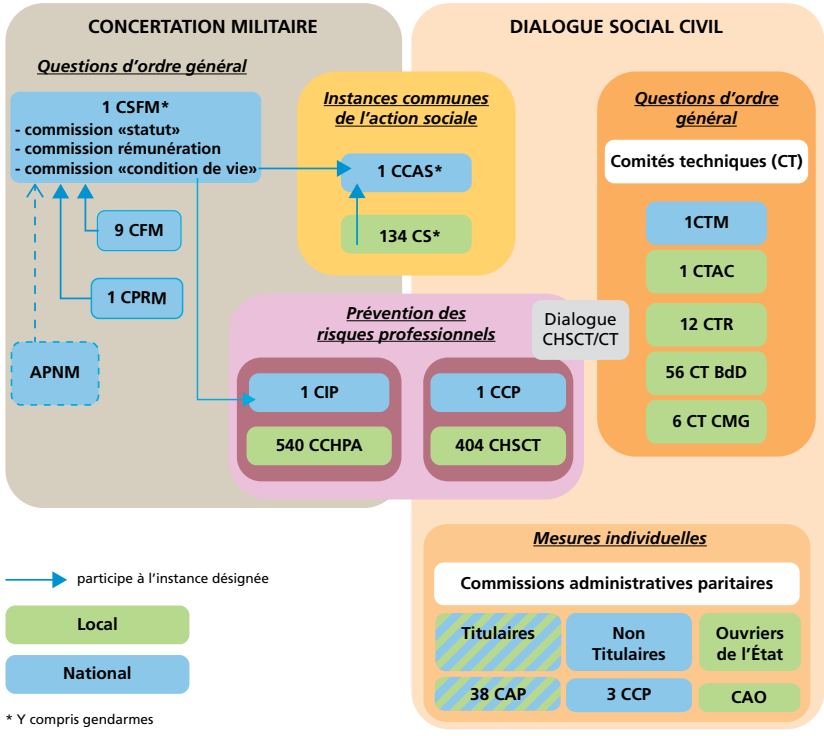 CONCERTATION MILITAIRE
Questions d'ordre général
1 CSFM*
- commission «statut»
- commission rémunération
- commission «condition de vie»
9 CFM
1 CPRM
APNM
Instances communes
de l'action sociale
1 CCAS*
134 CS*
Prévention des
risques professionnels
1 CIP
540 CCHPA
1 CCP
404 CHSCT
Dialogue
CHSCT/CT
DIALOGUE SOCIAL CIVIL
Questions d'ordre
général
Comités techniques (CT)
1CTM
1 CTAC
12 CTR
56 CT BdD
6 CT CMG
Mesures individuelles
Commissions administratives paritaires
Titulaires
Non
Titulaires
Ouvriers
de l'État
38 CAP
3 CCP
CAO
participe à l'instance désignée
Local
National
* Y compris gendarmes